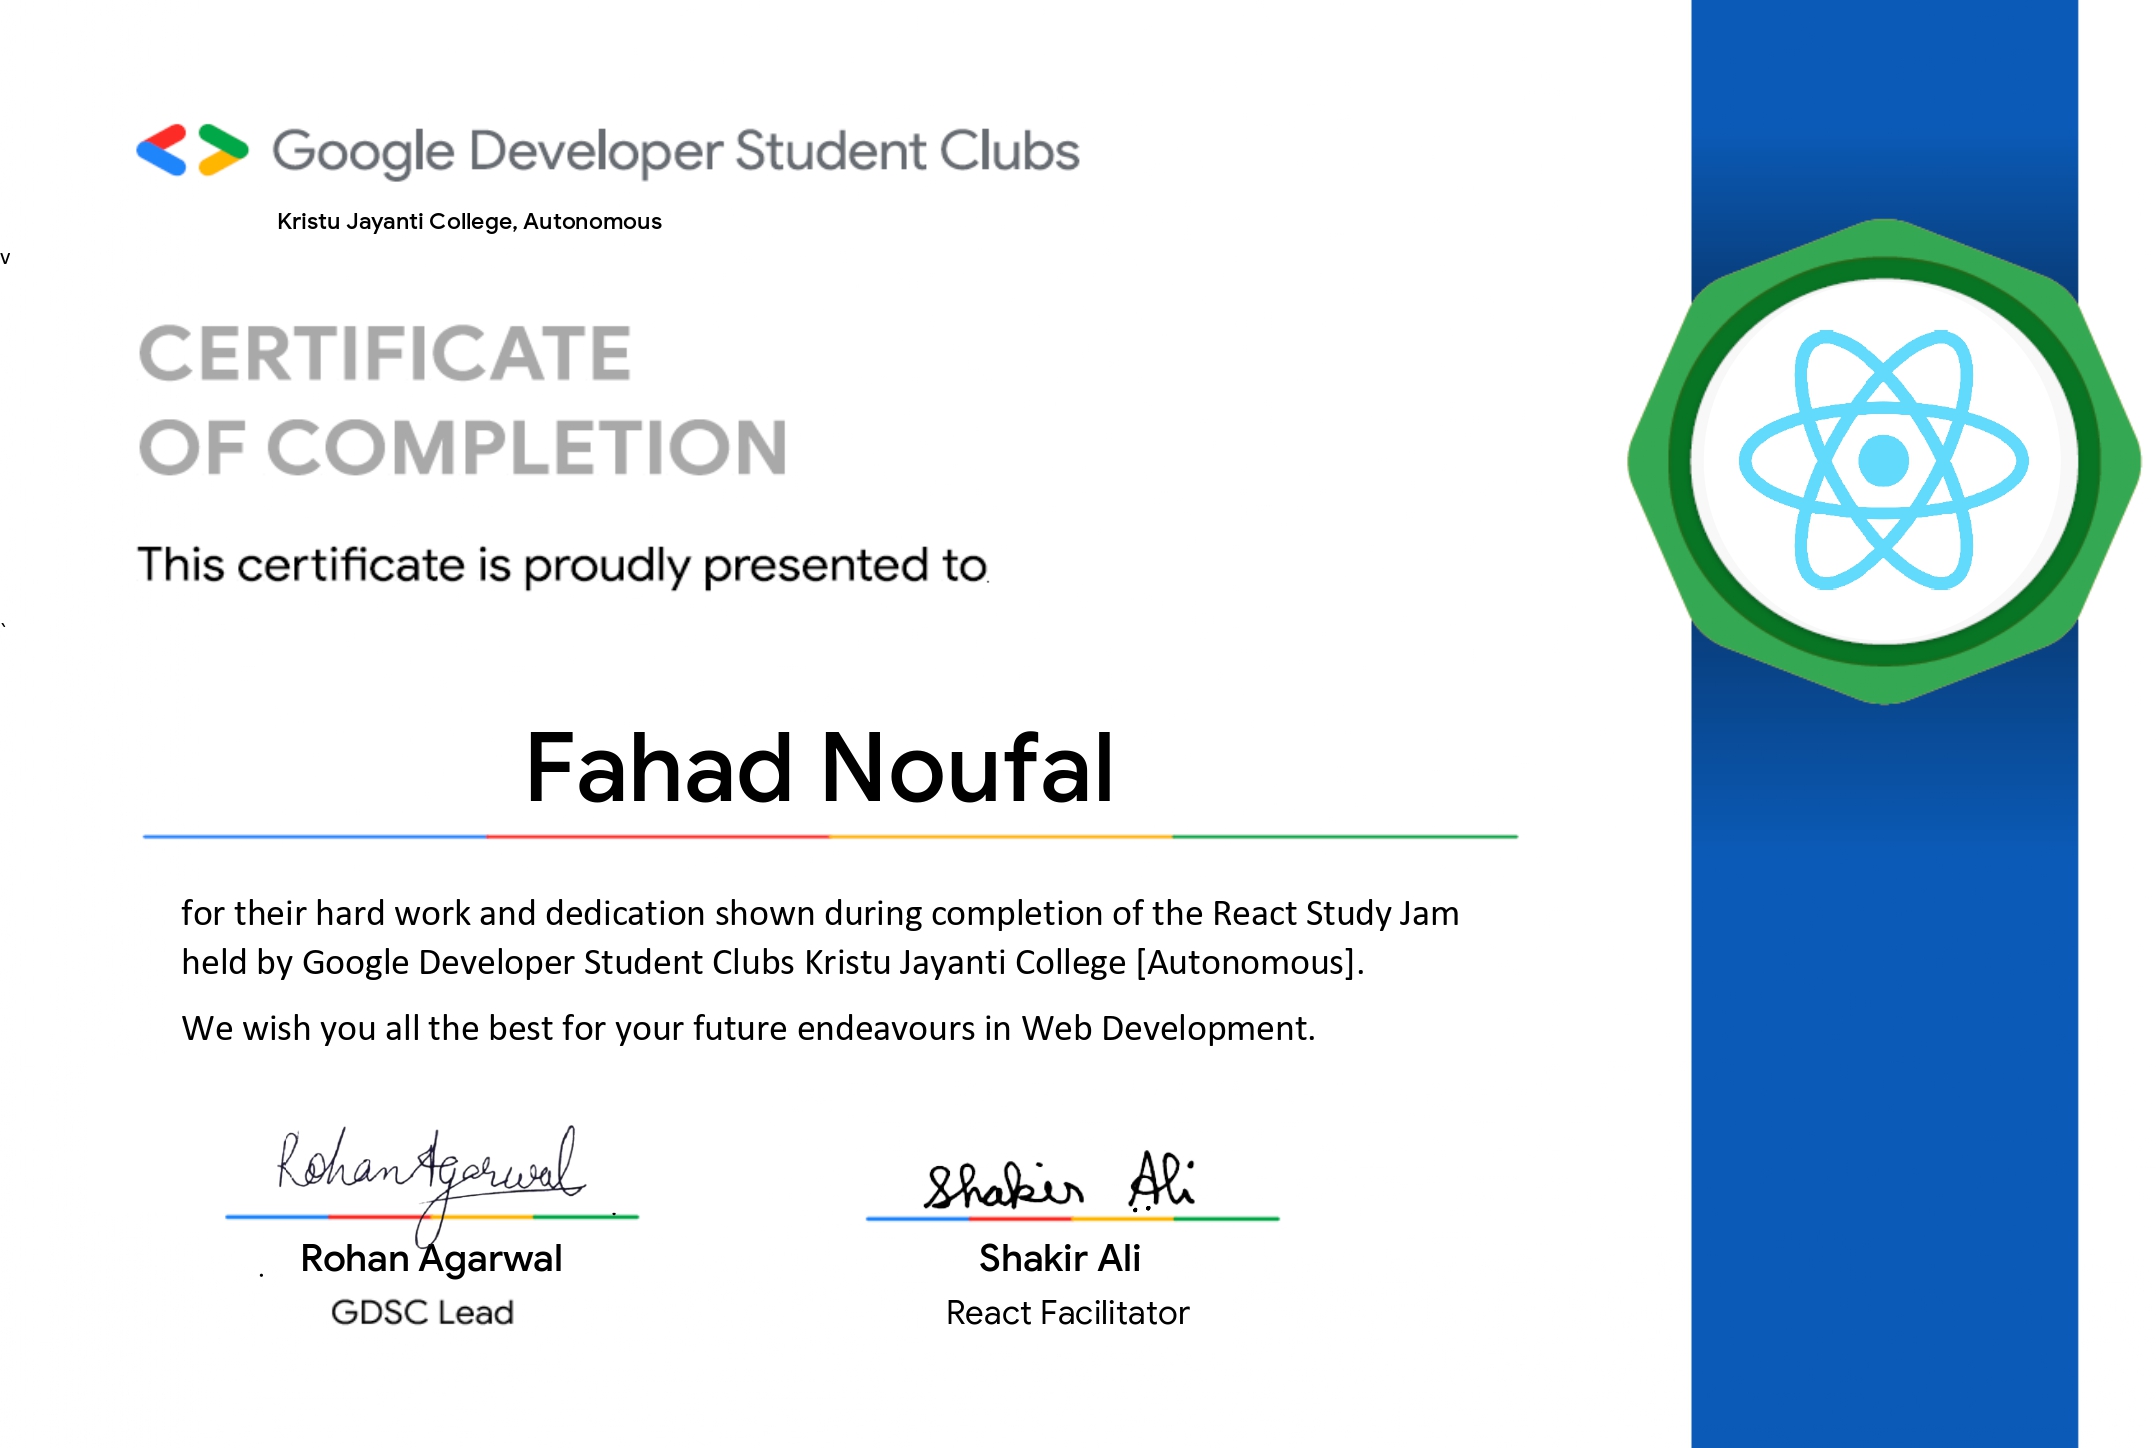 Google Developer Student Clubs
Kristu Jayanti College, Autonomous
v
CERTIFICATE
OF COMPLETION
This certificate is proudly presented to.
`
Fahad Noufal
for their hard work and dedication shown during completion of the React Study Jam
held by Google Developer Student Clubs Kristu Jayanti College [Autonomous].
We wish you all the best for your future endeavours in Web Development.
Rohan Agarwal
Shakir Ali
Rohan Agarwal
Shakir Ali
GDSC Lead
React Facilitator